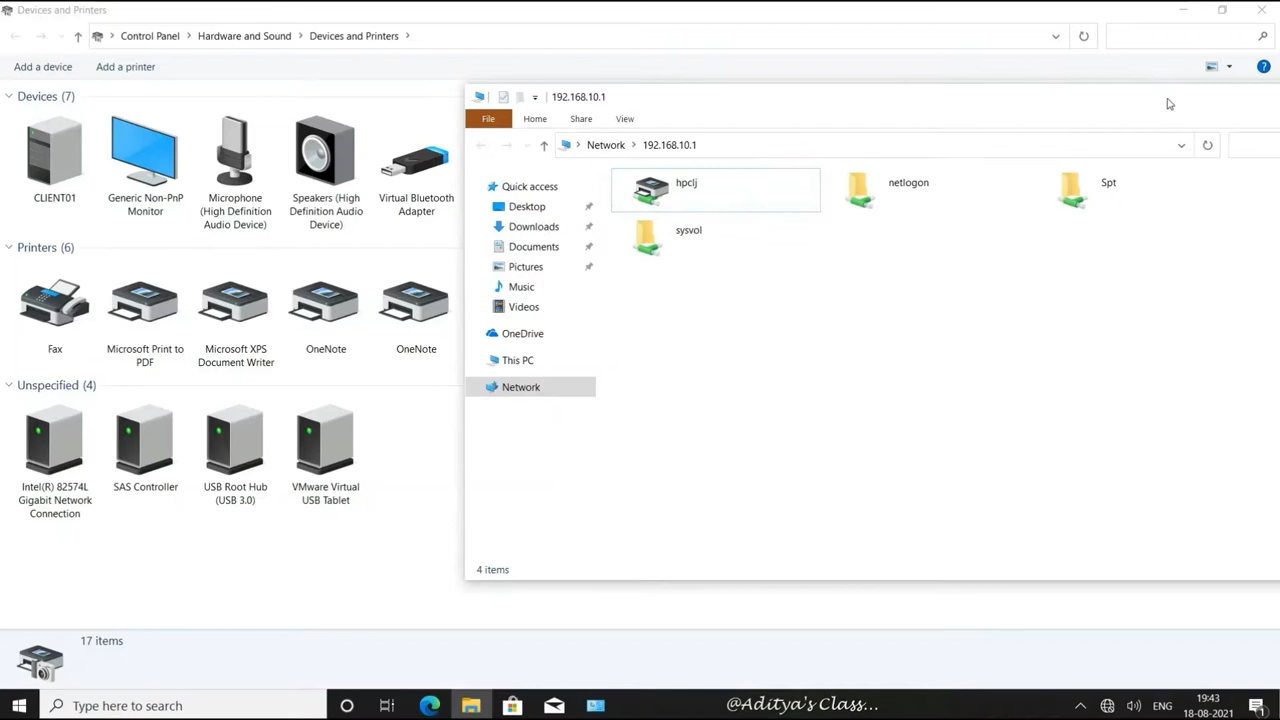 Devices and Printers
Control Panel
Hardware and Sound
Devices and Printers
Add a device
Add a printer
Devices (7)
CLIENT01
Generic Non-PnP
Monitor
Microphone
(High Definition
Audio Device)
Speakers (High
Definition Audio
Device)
Virtual Bluetooth
Adapter
Printers (6)
Fax
Microsoft Print to
PDF
Microsoft XPS
Document Writer
OneNote
OneNote
Unspecified (4)
Intel(R) 82574L
Gigabit Network
Connection
SAS Controller
USB Root Hub
(USB 3.0)
VMware Virtual
USB Tablet
17 items
192.168.10.1
File
Home
Share
View
Network
192.168.10.1
Quick access
Desktop
Downloads
Documents
Pictures
Music
Videos
OneDrive
This PC
Network
hpclj
netlogon
Spt
sysvol
4 items
Type here to search
@Aditya's Class...
ENG
19:43
18-08-2021
1